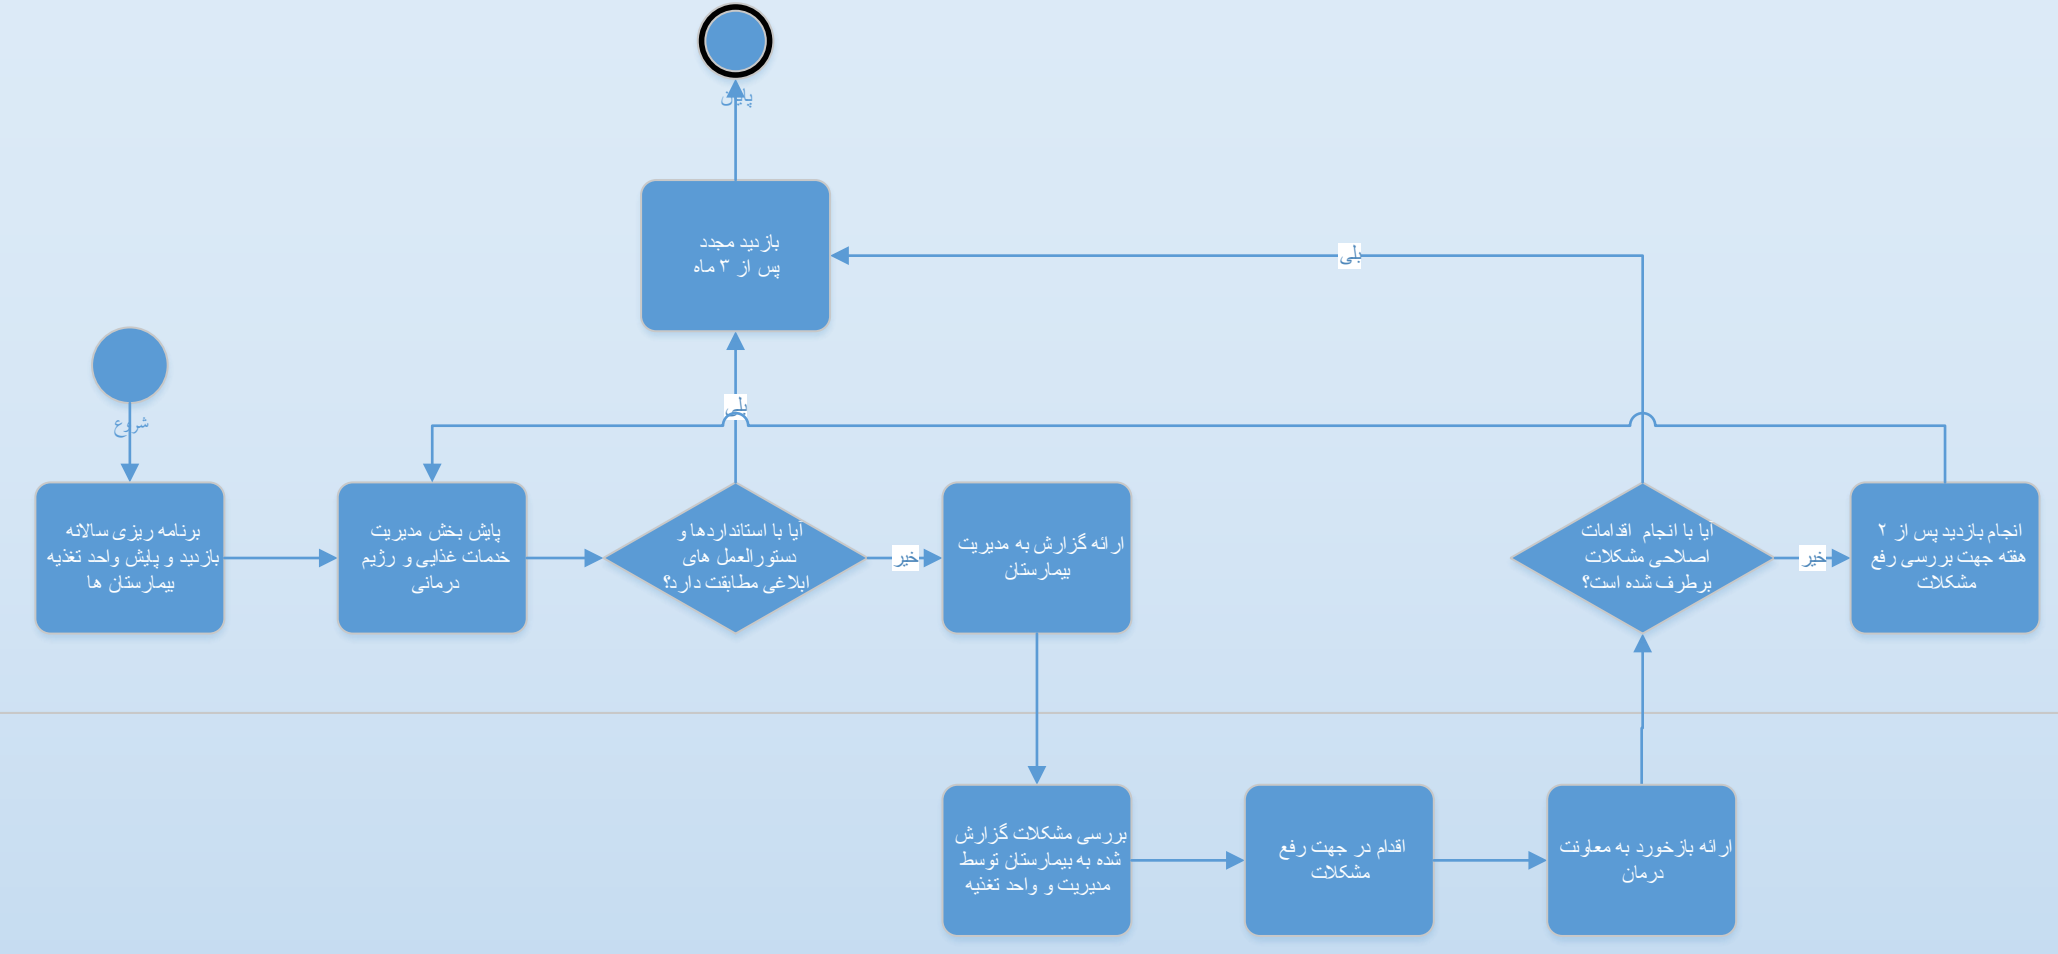 پایان
بازدید مجدد
پس از ۳ ماه
بلی
شروع
بلی
برنامه ریزی سالانه
بازدید و پایش واحد تغذیه
بیمارستان ها
پایش بخش مدیریت
خدمات غذایی و رژیم
درمانی
آیا با استانداردها و
دستورالعمل های
ابلاغی مطابقت دارد؟
خیر
ارائه گزارش به مدیریت
بیمارستان
آیا با انجام اقدامات
اصلاحی مشکلات
برطرف شده است؟
خیر
انجام بازدید پس از ۲
هفته جهت بررسی رفع
مشکلات
بررسی مشکلات گزارش
شده به بیمارستان توسط
مدیریت و واحد تغذیه
اقدام در جهت رفع
مشکلات
ارائه بازخورد به معاونت
درمان